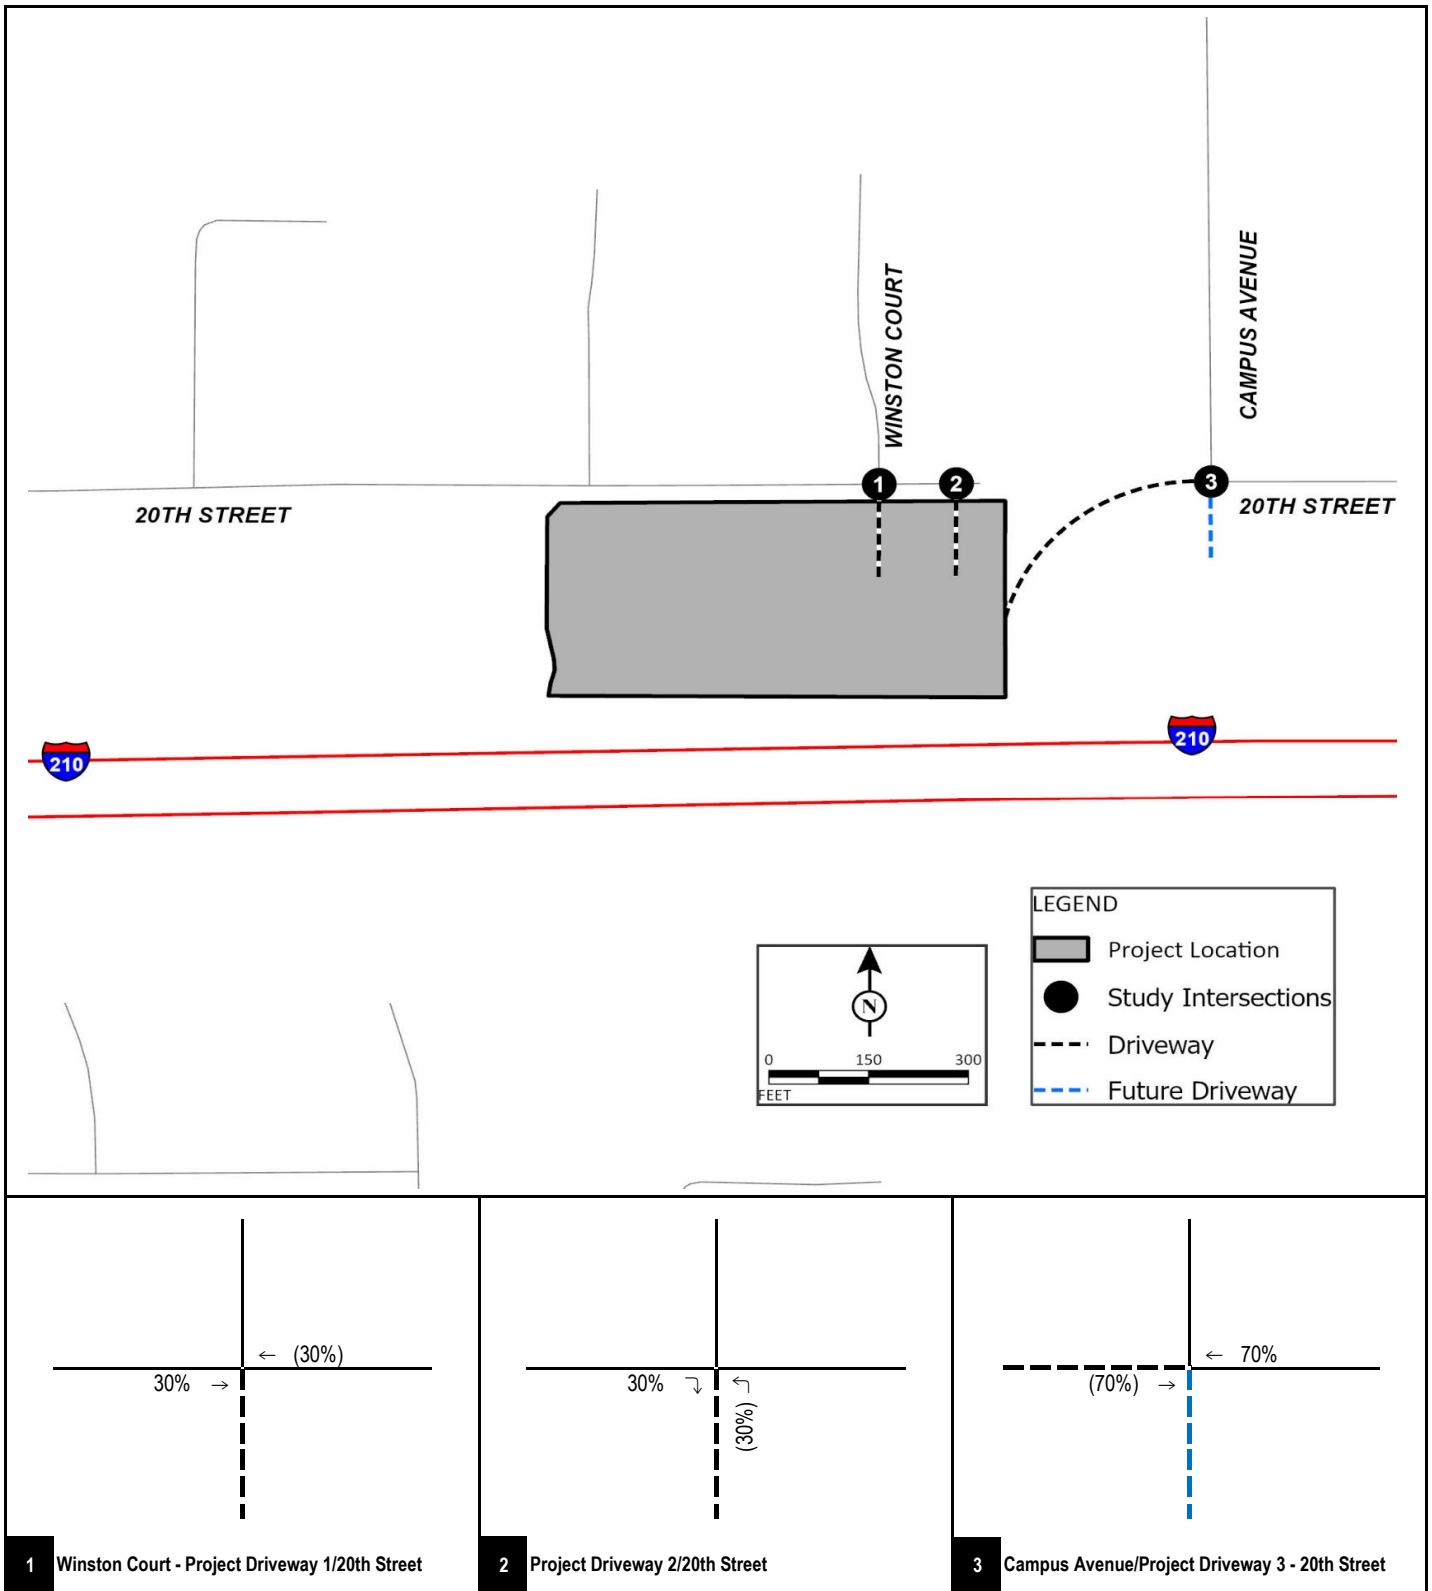 WINSTON COURT
CAMPUS AVENUE
1
2
3
20TH STREET
20TH STREET
210
210
LEGEND
Project Location
Study Intersections
Driveway
Future Driveway
N
0 150 300
FEET
← (30%)
30% →
1 Winston Court - Project Driveway 1/20th Street
30%
(30%)
2 Project Driveway 2/20th Street
← 70%
(70%) →
3 Campus Avenue/Project Driveway 3 - 20th Street